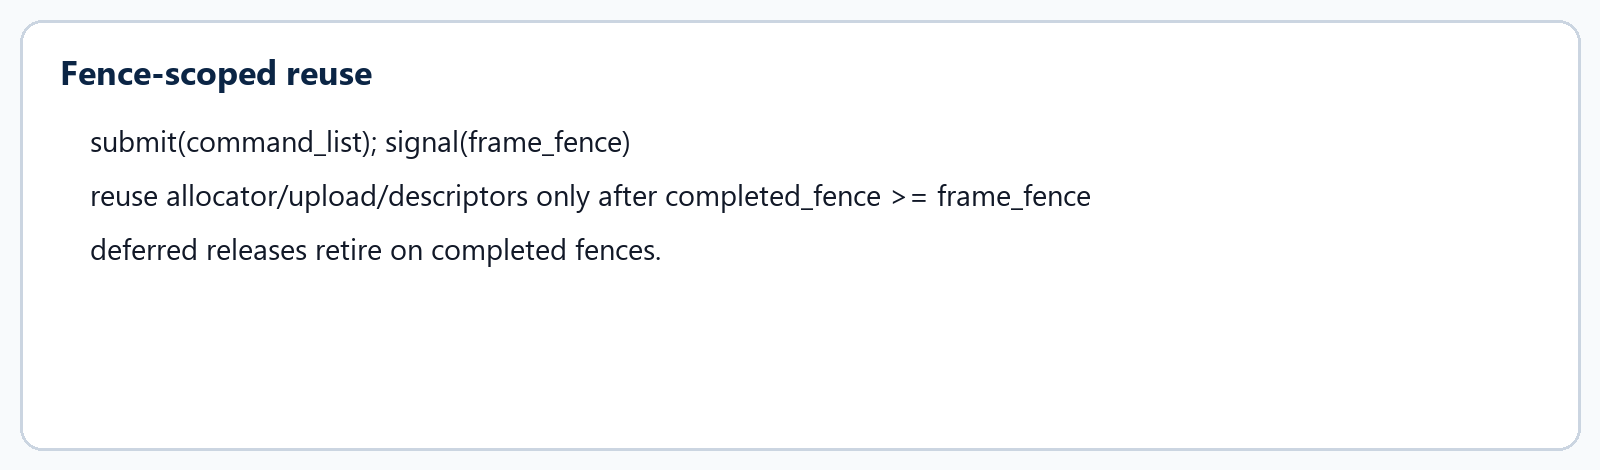 Fence-scoped reuse
submit(command_list); signal(frame_fence)
reuse allocator/upload/descriptors only after completed_fence >= frame_fence
deferred releases retire on completed fences.